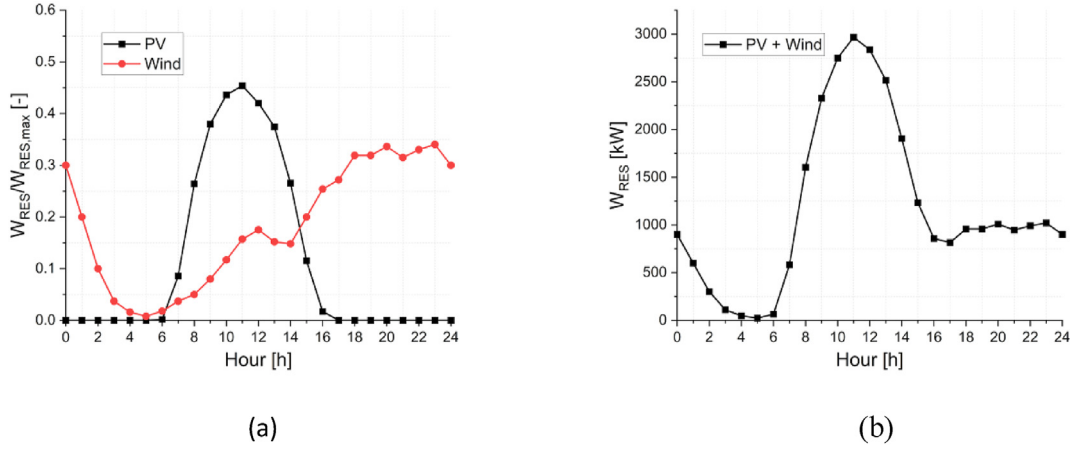 0.6
0.5
0.4
0.3
0.2
0.1
0.0
W_RES/W_RES,max [-]
PV
Wind
0 2 4 6 8 10 12 14 16 18 20 22 24
Hour [h]
(a)
3000
2500
2000
1500
1000
500
0
W_RES [kW]
PV + Wind
0 2 4 6 8 10 12 14 16 18 20 22 24
Hour [h]
(b)